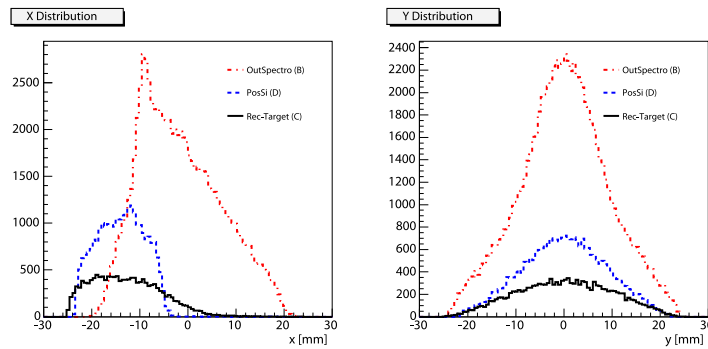 X Distribution
2500
2000
1500
1000
500
0
-30 -20 -10 0 10 20 30
x [mm]
OutSpectro (B)
PosSi (D)
Rec-Target (C)
Y Distribution
2400
2200
2000
1800
1600
1400
1200
1000
800
600
400
200
0
-30 -20 -10 0 10 20 30
y [mm]
OutSpectro (B)
PosSi (D)
Rec-Target (C)